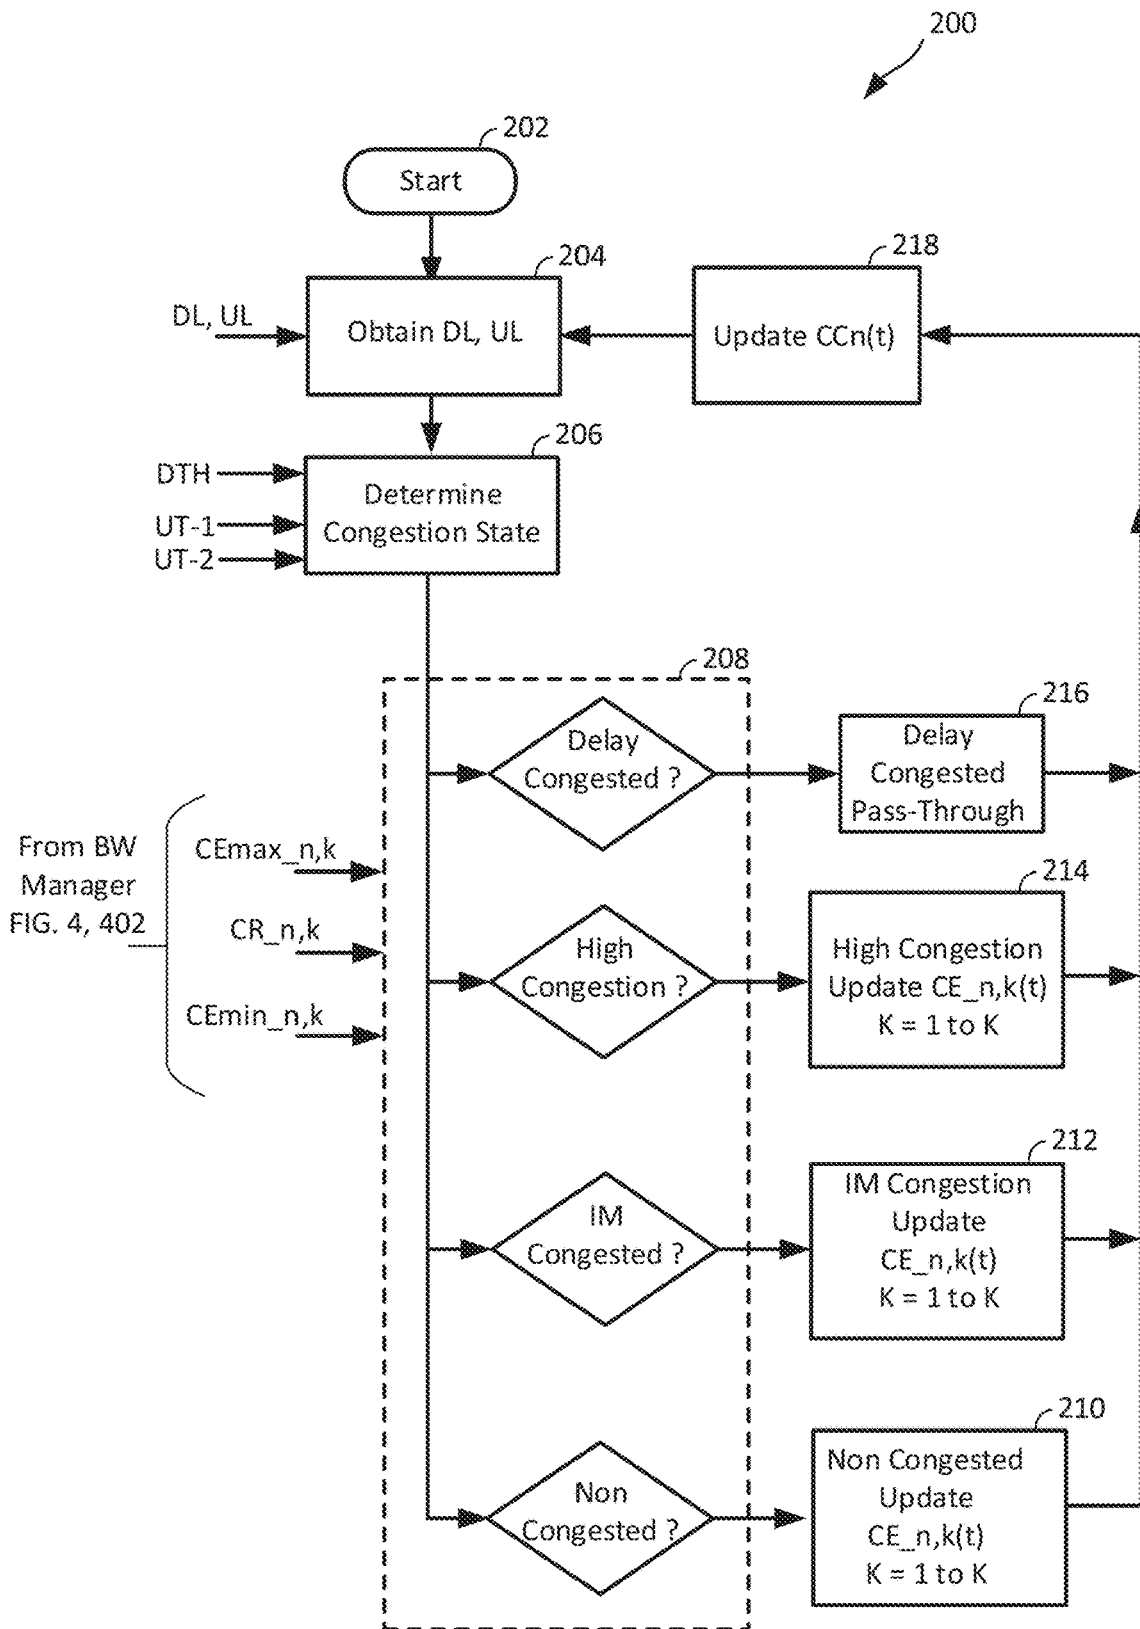 200
202
Start
204
DL, UL
Obtain DL, UL
218
Update CCn(t)
206
DTH
UT-1
UT-2
Determine
Congestion State
208
Delay
Congested ?
216
Delay
Congested
Pass-Through
From BW
Manager
FIG. 4, 402
CEmax_n,k
CR_n,k
CEmin_n,k
High
Congestion ?
214
High Congestion
Update CE_n,k(t)
K = 1 to K
IM
Congested ?
212
IM Congestion
Update
CE_n,k(t)
K = 1 to K
Non
Congested ?
210
Non Congested
Update
CE_n,k(t)
K = 1 to K